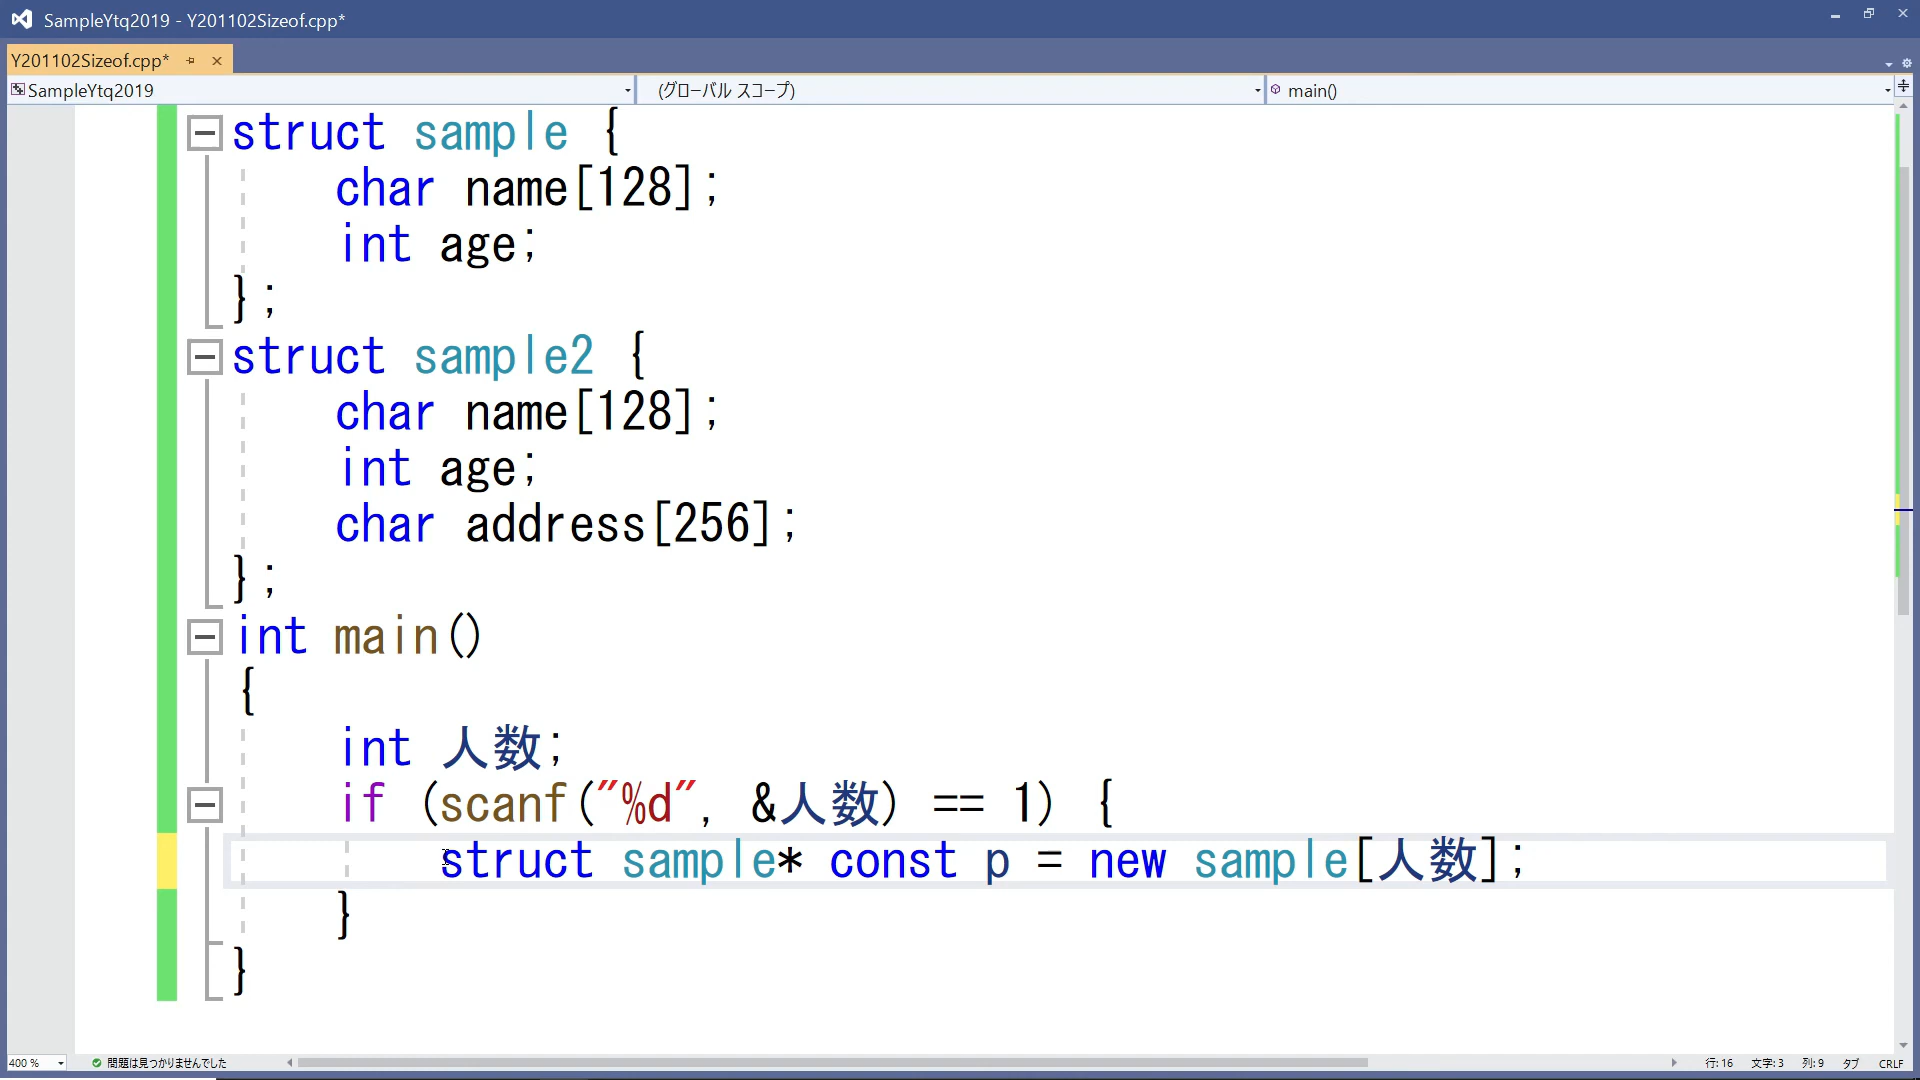 SampleYtq2019 - Y201102Sizeof.cpp*
Y201102Sizeof.cpp*
SampleYtq2019
(グローバル スコープ)
main()
struct sample {
char name[128];
int age;
};
struct sample2 {
char name[128];
int age;
char address[256];
};
int main()
{
int 人数;
if (scanf("%d", &人数) == 1) {
struct sample* const p = new sample[人数];
}
}
400 %
問題は見つかりませんでした
行: 16
文字: 3
列: 9
タブ
CRLF